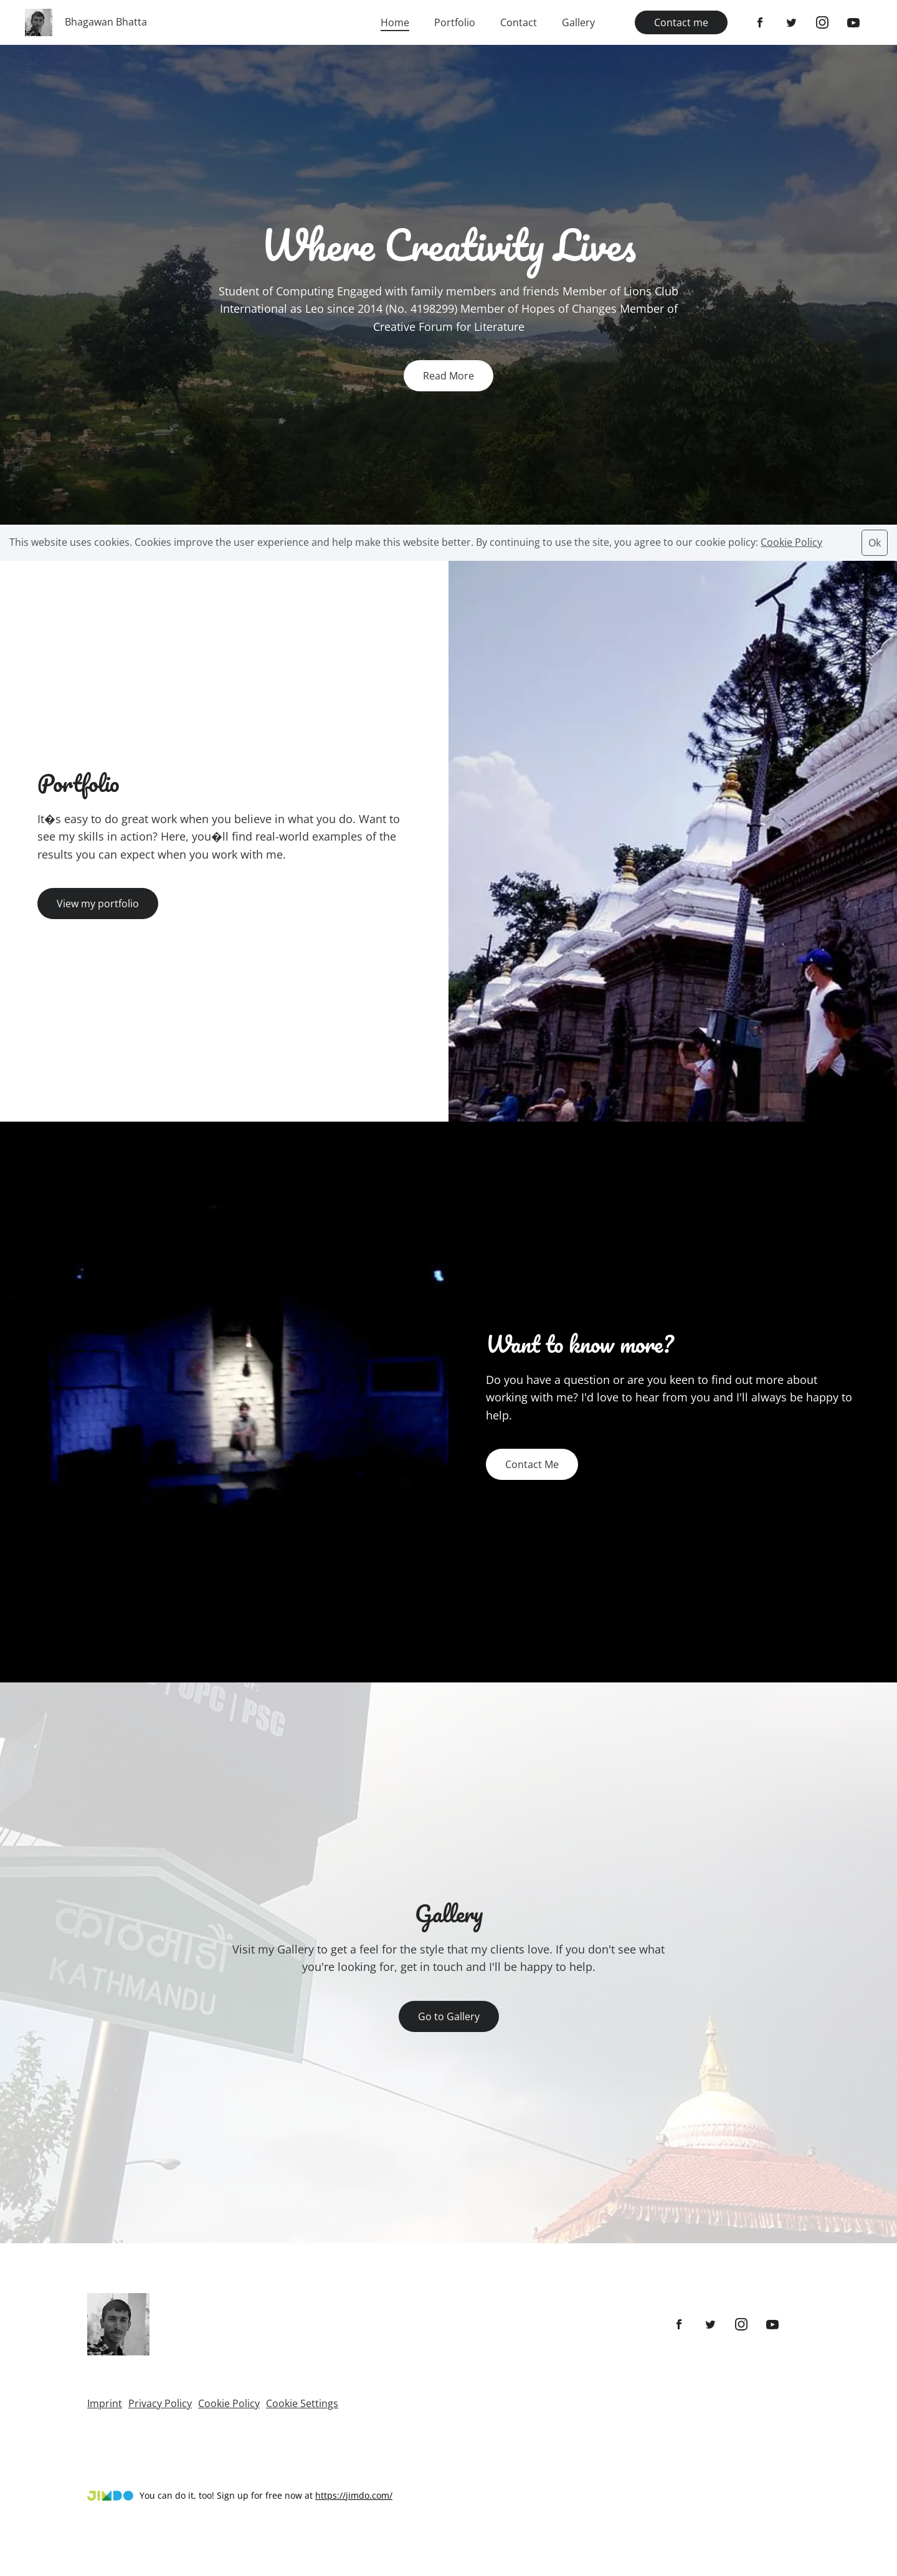 Bhagawan Bhatta
Home Portfolio Contact Gallery Contact me
Where Creativity Lives
Student of Computing Engaged with family members and friends Member of Lions Club
International as Leo since 2014 (No. 4198299) Member of Hopes of Changes Member of
Creative Forum for Literature
Read More
This website uses cookies. Cookies improve the user experience and help make this website better. By continuing to use the site, you agree to our cookie policy: Cookie Policy
Ok
Portfolio
It�s easy to do great work when you believe in what you do. Want to
see my skills in action? Here, you�ll find real-world examples of the
results you can expect when you work with me.
View my portfolio
Want to know more?
Do you have a question or are you keen to find out more about
working with me? I'd love to hear from you and I'll always be happy to
help.
Contact Me
| OPC | PSC
काठमाडौं
KATHMANDU
Gallery
Visit my Gallery to get a feel for the style that my clients love. If you don't see what
you're looking for, get in touch and I'll be happy to help.
Go to Gallery
Imprint Privacy Policy Cookie Policy Cookie Settings
JIMDO You can do it, too! Sign up for free now at https://jimdo.com/